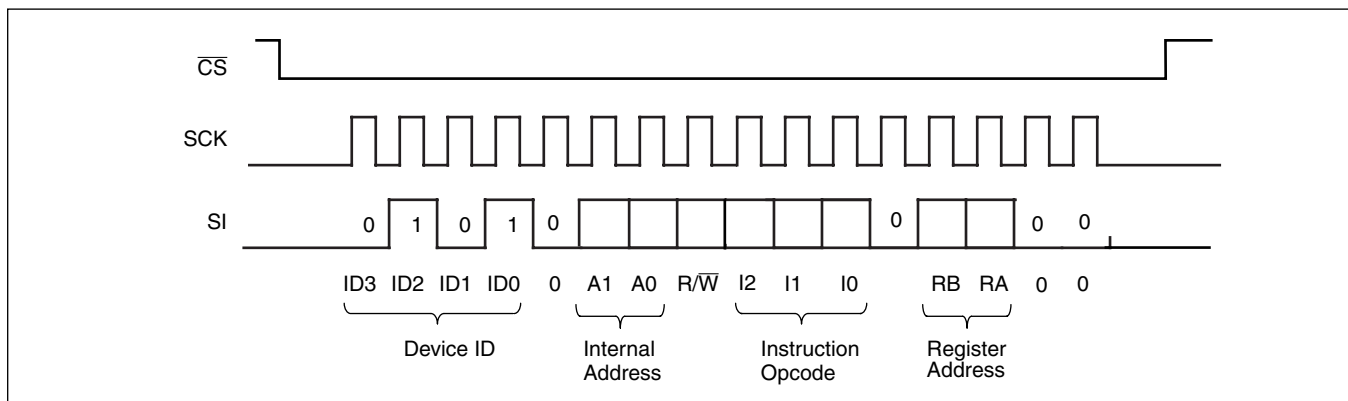 CS
SCK
SI 0 1 0 1 0 0 0 0
ID3 ID2 ID1 ID0 0 A1 A0 R/W I2 I1 I0 RB RA 0 0
Device ID Internal Address Instruction Opcode Register Address